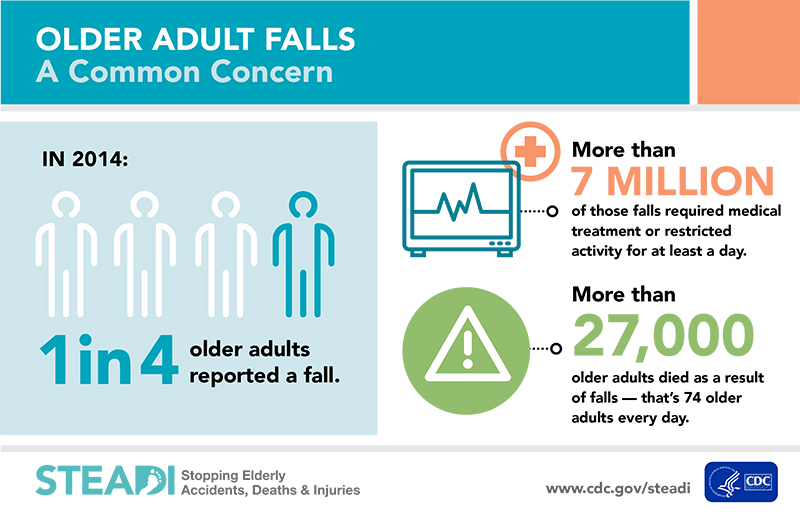 OLDER ADULT FALLS
A Common Concern
IN 2014:
1 in 4
older adults
reported a fall.
More than
7 MILLION
of those falls required medical
treatment or restricted
activity for at least a day.
More than
27,000
older adults died as a result
of falls — that's 74 older
adults every day.
STEADI
Stopping Elderly
Accidents, Deaths & Injuries
www.cdc.gov/steadi
CDC